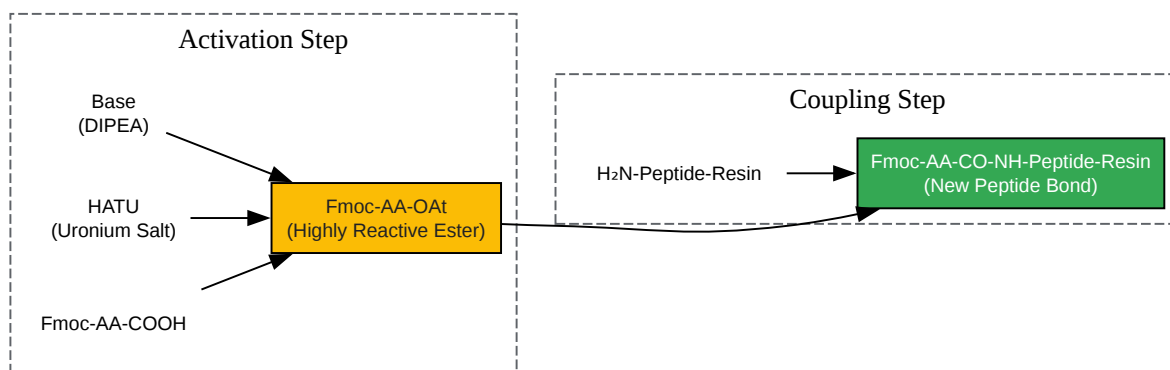 Activation Step
Base
(DIPEA)
HATU
(Uronium Salt)
Fmoc-AA-COOH
Fmoc-AA-OAt
(Highly Reactive Ester)
Coupling Step
H₂N-Peptide-Resin
Fmoc-AA-CO-NH-Peptide-Resin
(New Peptide Bond)